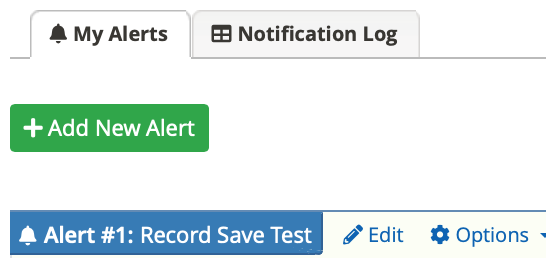 My Alerts Notification Log
Add New Alert
Alert #1: Record Save Test Edit Options